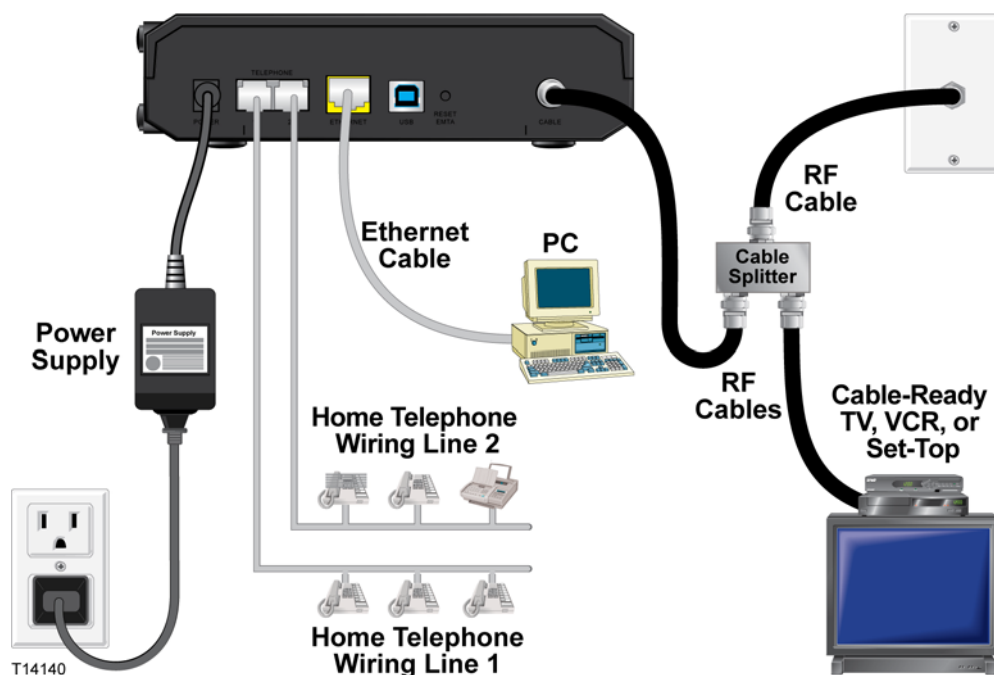 TELEPHONE
POWER
1
2
ETHERNET
USB
RESET
EMTA
CABLE
RF
Cable
Ethernet
Cable
PC
Cable
Splitter
Power
Supply
Power Supply
RF
Cables
Cable-Ready
TV, VCR, or
Set-Top
Home Telephone
Wiring Line 2
Home Telephone
Wiring Line 1
T14140